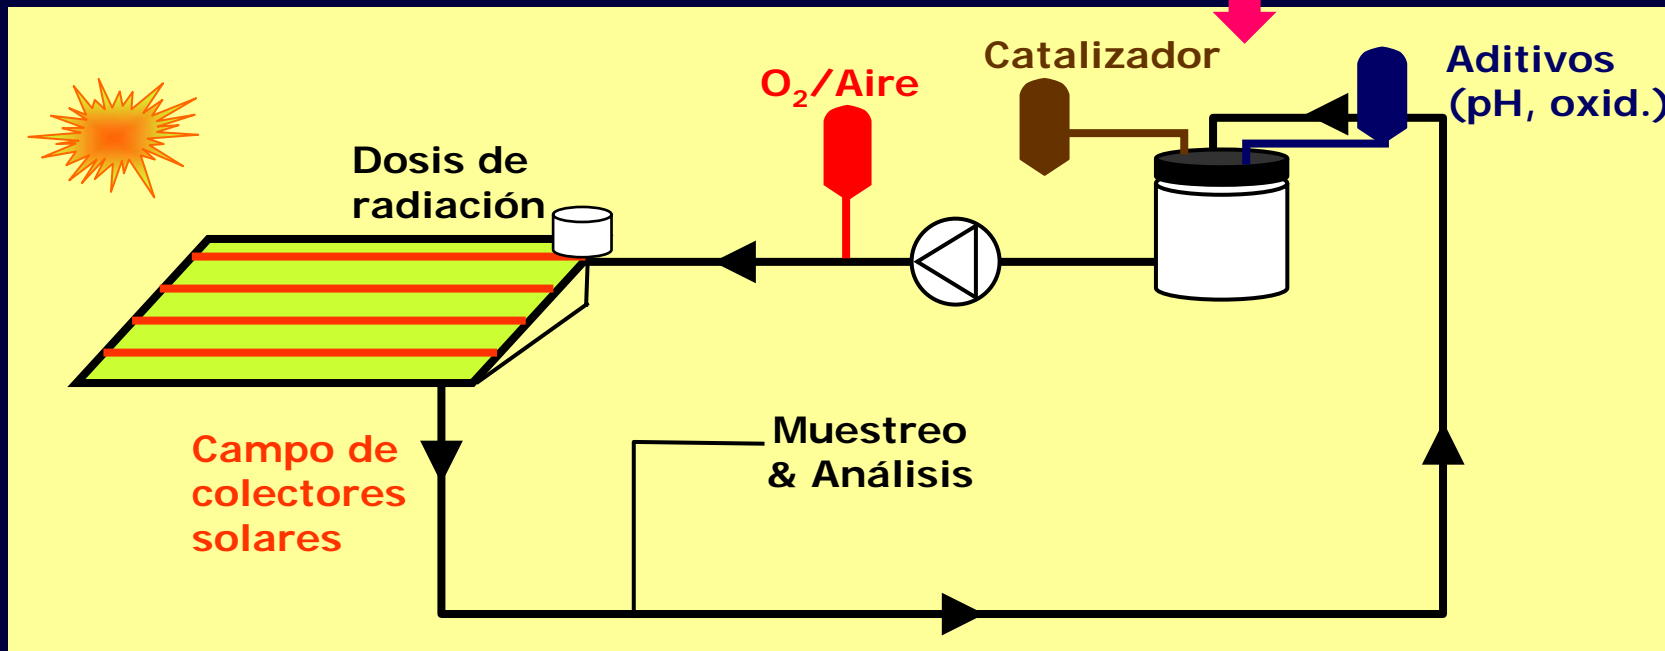 Catalizador
Aditivos
(pH, oxid.)
O₂/Aire
Dosis de
radiación
Muestreo
& Análisis
Campo de
colectores
solares